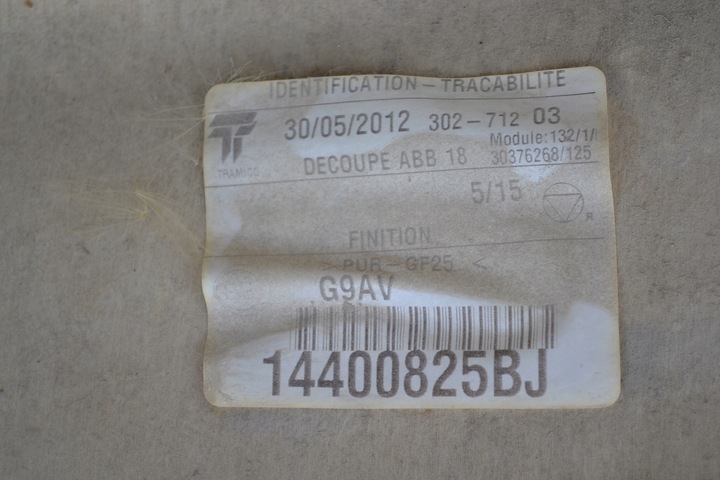 IDENTIFICATION - TRACABILITE
30/05/2012 302-712 03
Module:132/1/
TRAMICO
DECOUPE ABB 18 30376268/125
5/15
R
FINITION
> PUR-GF25 <
G9AV
14400825BJ